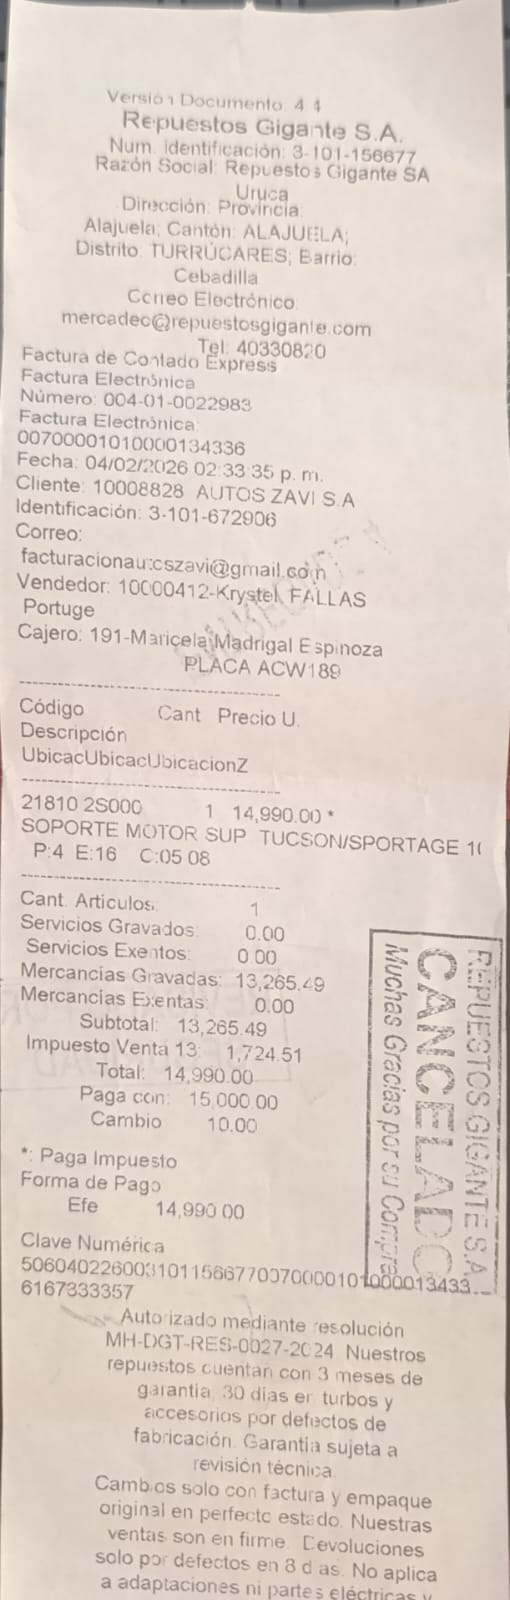 Versión Documento: 4.4
Repuestos Gigante S.A.
Num. Identificación: 3-101-156677
Razón Social: Repuestos Gigante SA
Uruca
Dirección: Provincia:
Alajuela; Cantón: ALAJUELA;
Distrito: TURRÚCARES; Barrio:
Cebadilla
Correo Electrónico:
mercadec@repuestosgigante.com
Tel: 40330820
Factura de Contado Express
Factura Electrónica
Número: 004-01-0022983
Factura Electrónica:
00700001010000134336
Fecha: 04/02/2026 02:33:35 p. m.
Cliente: 10008828 AUTOS ZAVI S.A
Identificación: 3-101-672906
Correo:
facturacionautcszavi@gmail.com
Vendedor: 10000412-Krystel FALLAS
Portuge
Cajero: 191-Maricela Madrigal Espinoza
PLACA ACW189
Código Cant Precio U.
Descripción
UbicacUbicacUbicacionZ
21810 2S000 1 14,990.00 *
SOPORTE MOTOR SUP TUCSON/SPORTAGE 1(
P:4 E:16 C:05 08
Cant. Articulos: 1
Servicios Gravados: 0.00
Servicios Exentos: 0.00
Mercancías Gravadas: 13,265.49
Mercancías Exentas: 0.00
Subtotal: 13,265.49
Impuesto Venta 13: 1,724.51
Total: 14,990.00
Paga con: 15,000.00
Cambio 10.00
*: Paga Impuesto
Forma de Pago
Efe 14,990.00
Clave Numérica
REPUESTOS GIGANTE S.A.
CANCELADO
Muchas Gracias por su Compra
6167333357
Autorizado mediante resolución
MH-DGT-RES-0027-2024 Nuestros
repuestos cuentan con 3 meses de
garantía, 30 días en turbos y
accesorios por defectos de
fabricación. Garantía sujeta a
revisión técnica.
Cambios solo con factura y empaque
original en perfecto estado. Nuestras
ventas son en firme. Devoluciones
solo por defectos en 8 días. No aplica
a adaptaciones ni partes eléctricas y